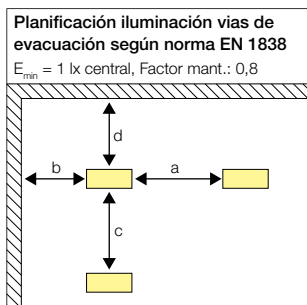 Planificación iluminación vias de
evacuación según norma EN 1838
Emin = 1 lx central, Factor mant.: 0,8
d
b
a
c